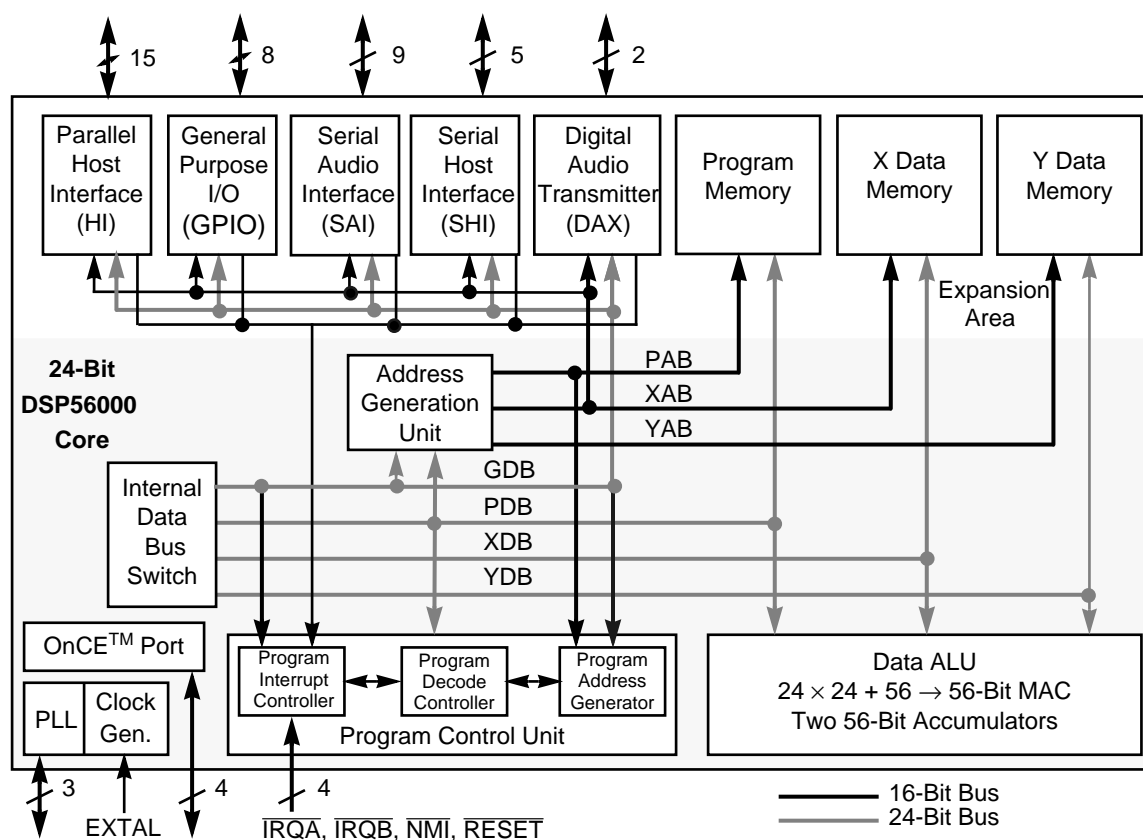 15
8
9
5
2
Parallel
Host
Interface
(HI)
General
Purpose
I/O
(GPIO)
Serial
Audio
Interface
(SAI)
Serial
Host
Interface
(SHI)
Digital
Audio
Transmitter
(DAX)
Program
Memory
X Data
Memory
Y Data
Memory
Expansion
Area
24-Bit
DSP56000
Core
Address
Generation
Unit
PAB
XAB
YAB
Internal
Data
Bus
Switch
GDB
PDB
XDB
YDB
OnCE™ Port
PLL
Clock
Gen.
Program
Interrupt
Controller
Program
Decode
Controller
Program
Address
Generator
Program Control Unit
Data ALU
24 × 24 + 56 → 56-Bit MAC
Two 56-Bit Accumulators
3
EXTAL
4
4
IRQA, IRQB, NMI, RESET
16-Bit Bus
24-Bit Bus